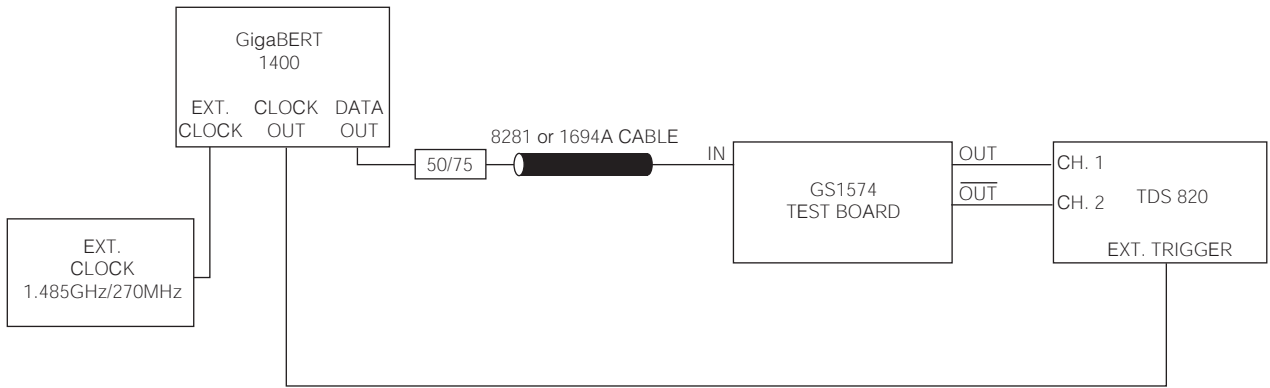 GigaBERT
1400
EXT.
CLOCK
CLOCK
OUT
DATA
OUT
8281 or 1694A CABLE
50/75
IN
GS1574
TEST BOARD
OUT
OUT
CH. 1
CH. 2
TDS 820
EXT. TRIGGER
EXT.
CLOCK
1.485GHz/270MHz